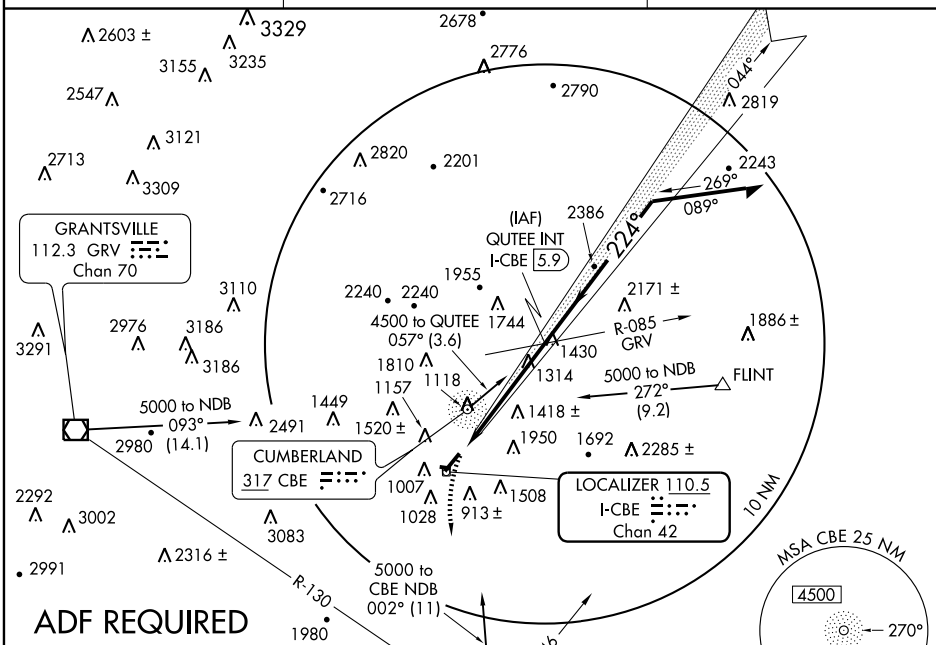 3329
2678
2603 ±
3235
3155
2776
2790
044°
2547
2819
3121
2820
2201
2713
3309
2716
2243
269°
089°
GRANTSVILLE
112.3 GRV
Chan 70
(IAF)
QUTEE INT
I-CBE 5.9
2386
224°
1955
3110
2240
2240
1744
2171 ±
4500 to QUTEE
057° (3.6)
R-085
GRV
1886 ±
3291
2976
3186
3186
1810
1430
1314
1157
1118
5000 to NDB
272°
(9.2)
FLINT
5000 to NDB
093°
(14.1)
2491
1449
1520 ±
1418 ±
2980
1950
1692
2285 ±
CUMBERLAND
317 CBE
1007
1028
913 ±
1508
LOCALIZER 110.5
I-CBE
Chan 42
10 NM
2292
3002
3083
2316 ±
2991
5000 to
CBE NDB
002° (11)
R-130
MSA CBE 25 NM
4500
270°
ADF REQUIRED
1980